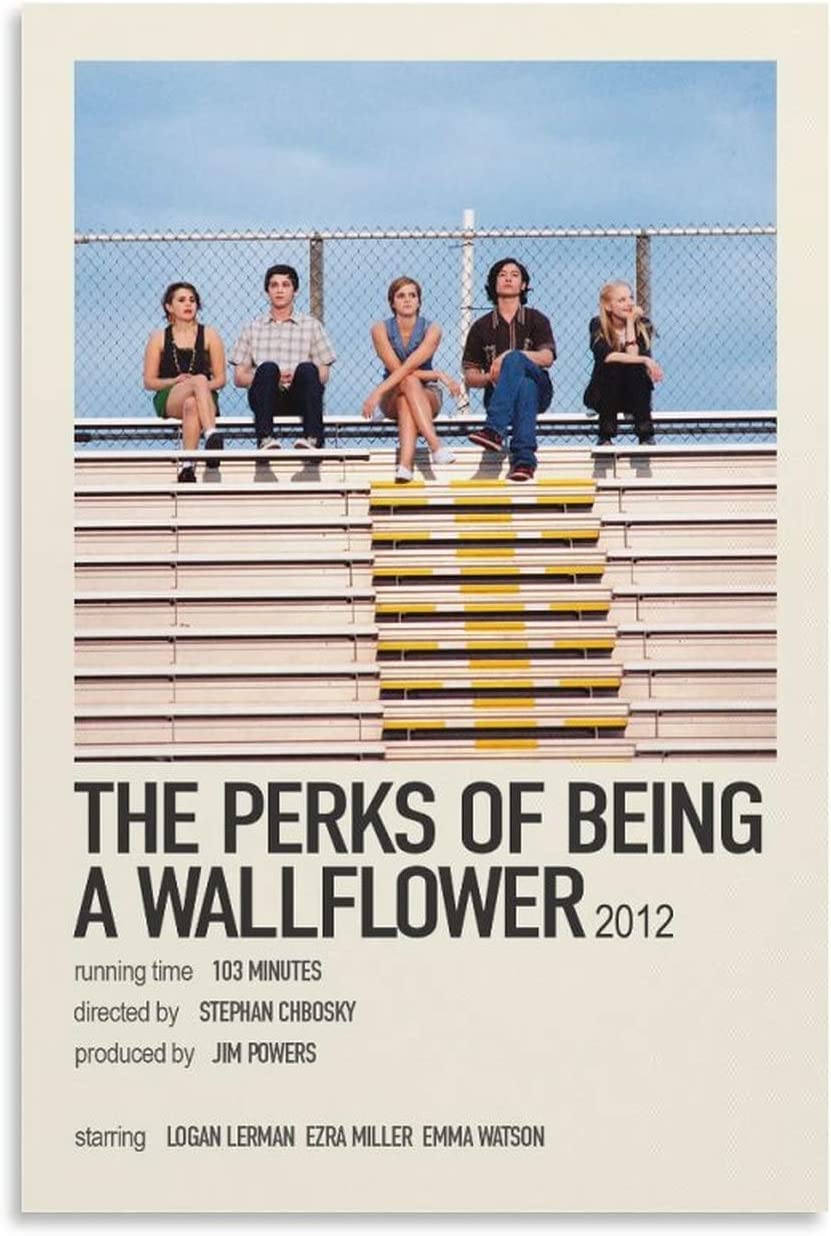 THE PERKS OF BEING
A WALLFLOWER 2012
running time 103 MINUTES
directed by STEPHAN CHBOSKY
produced by JIM POWERS
starring LOGAN LERMAN EZRA MILLER EMMA WATSON